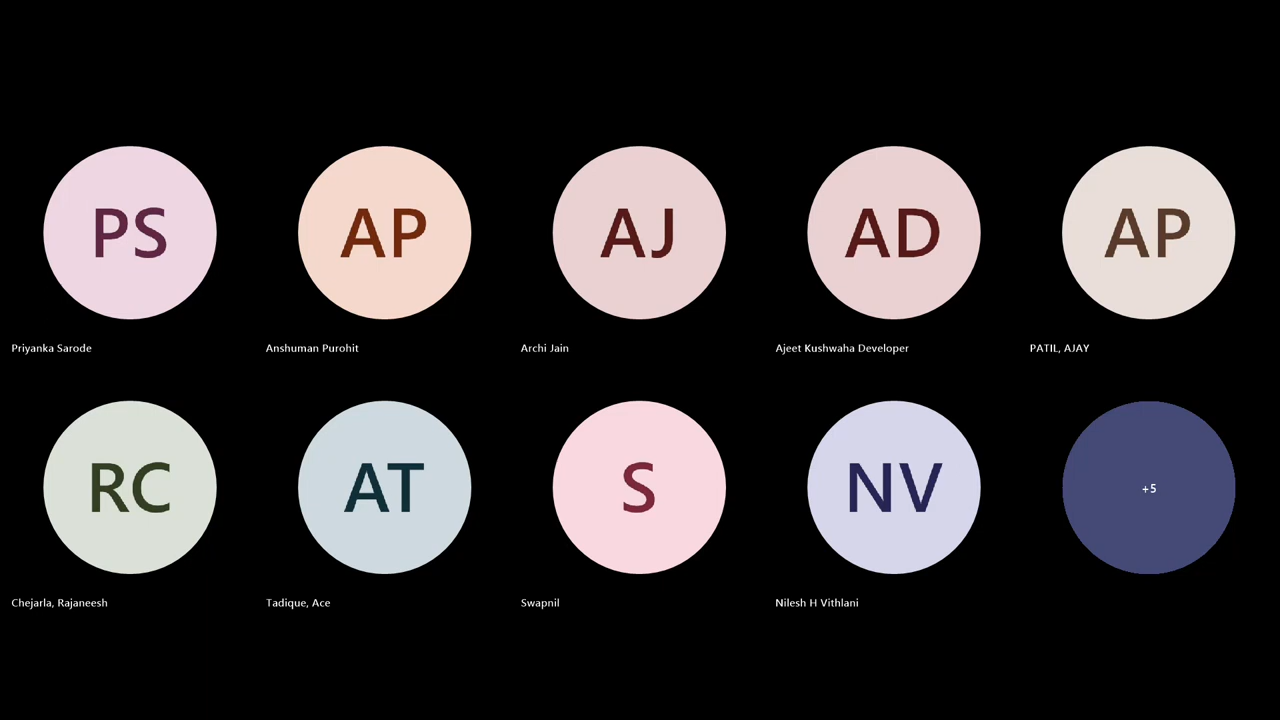 PS
AP
AJ
AD
AP
Priyanka Sarode
Anshuman Purohit
Archi Jain
Ajeet Kushwaha Developer
PATIL, AJAY
RC
AT
S
NV
+5
Chejarla, Rajaneesh
Tadique, Ace
Swapnil
Nilesh H Vithlani